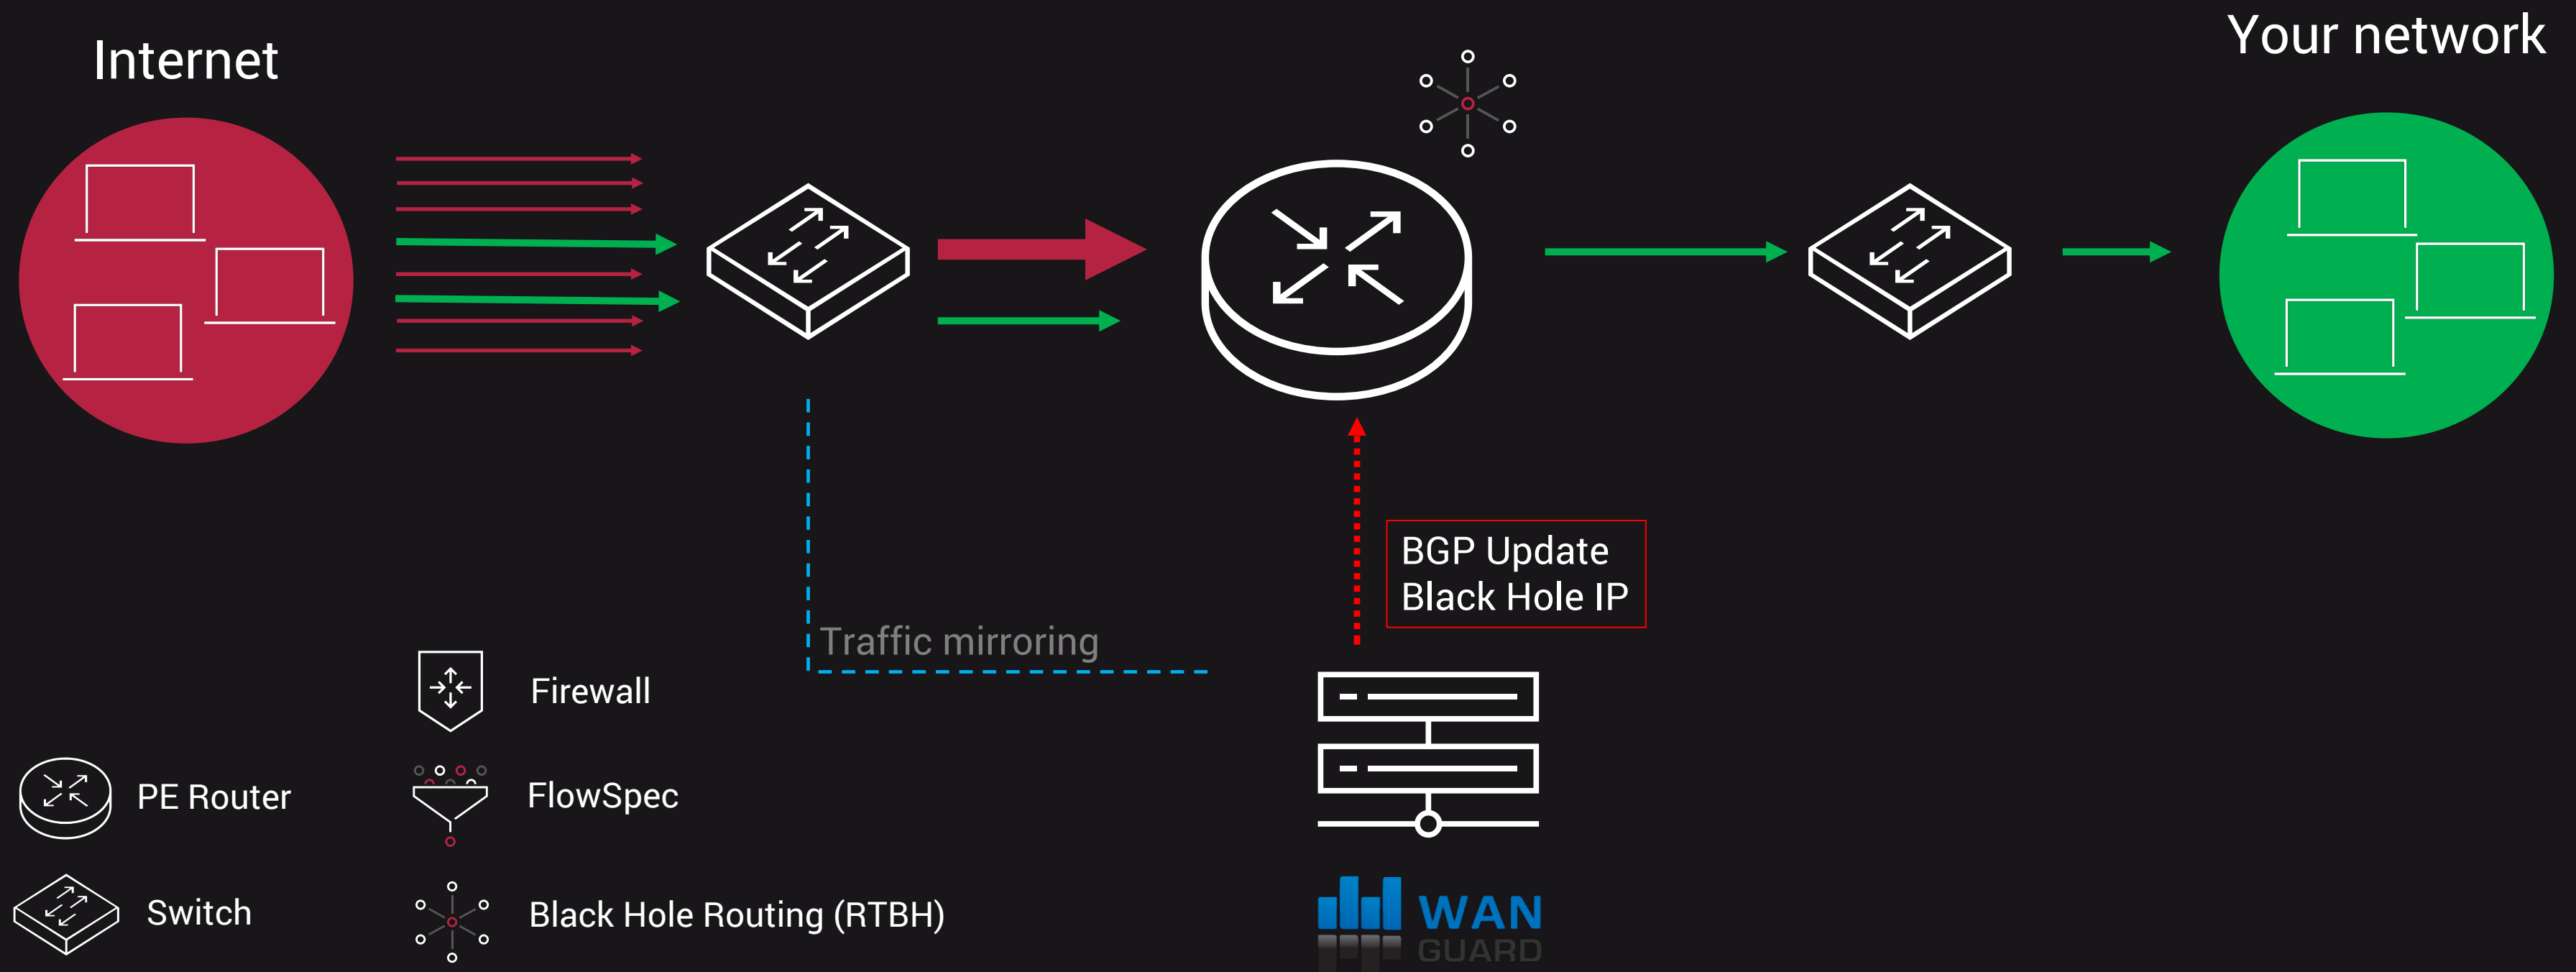 Internet
Your network
BGP Update
Black Hole IP
Traffic mirroring
Firewall
PE Router
FlowSpec
Switch
Black Hole Routing (RTBH)
WAN
GUARD